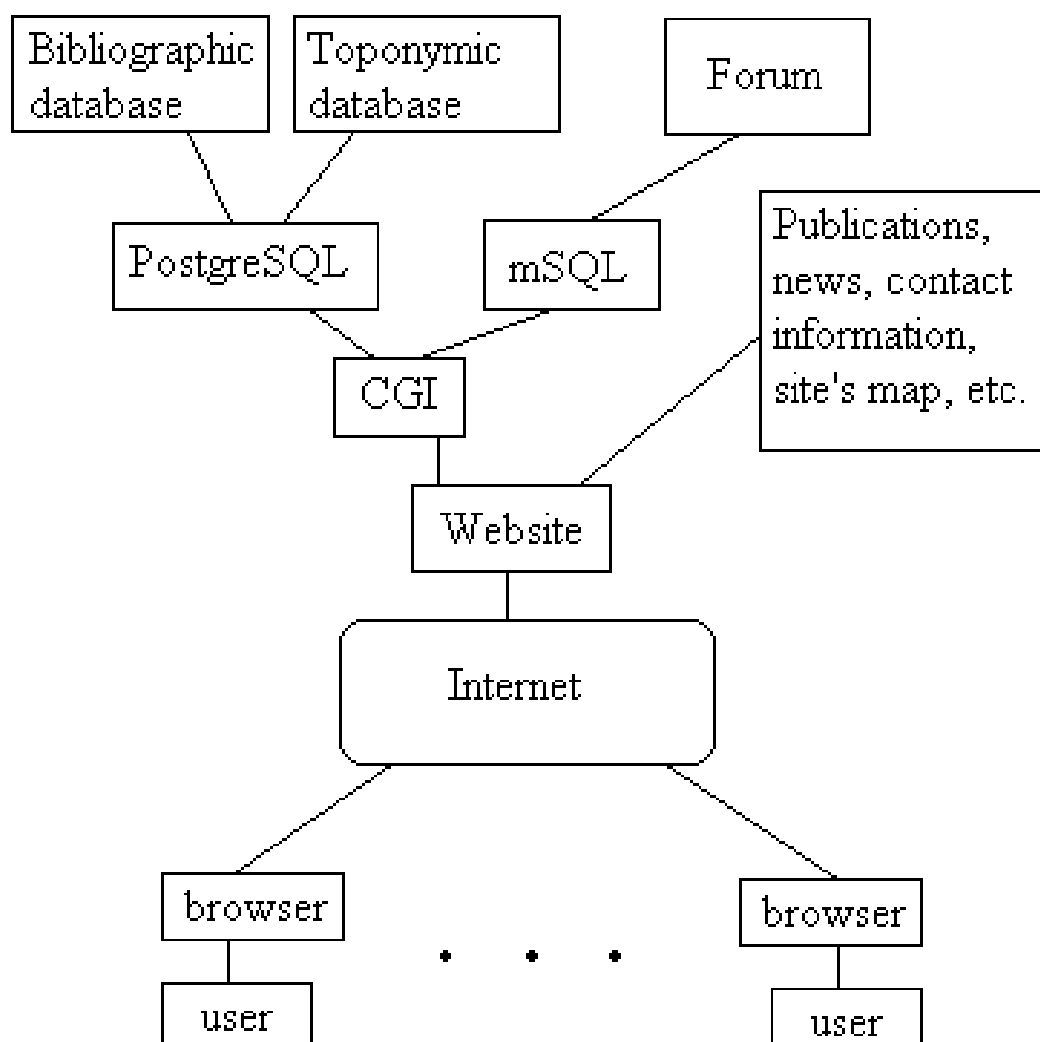 Bibliographic
database
Toponymic
database
Forum
PostgreSQL
mSQL
Publications,
news, contact
information,
site's map, etc.
CGI
Website
Internet
browser
browser
user
user